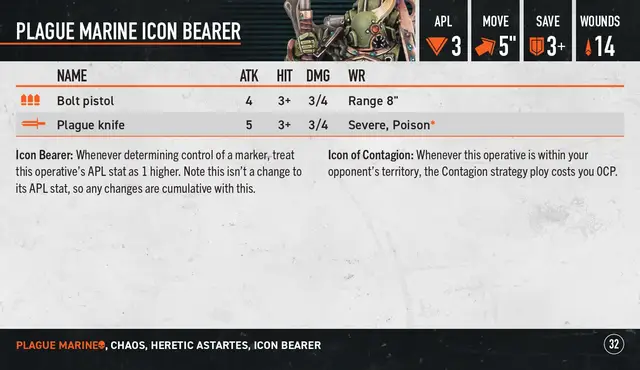 PLAGUE MARINE ICON BEARER
APL
3
MOVE
5"
SAVE
3+
WOUNDS
14
NAME ATK HIT DMG WR
Bolt pistol 4 3+ 3/4 Range 8"
Plague knife 5 3+ 3/4 Severe, Poison*
Icon Bearer: Whenever determining control of a marker, treat
this operative's APL stat as 1 higher. Note this isn't a change to
its APL stat, so any changes are cumulative with this.
Icon of Contagion: Whenever this operative is within your
opponent's territory, the Contagion strategy ploy costs you 0CP.
PLAGUE MARINE, CHAOS, HERETIC ASTARTES, ICON BEARER
32